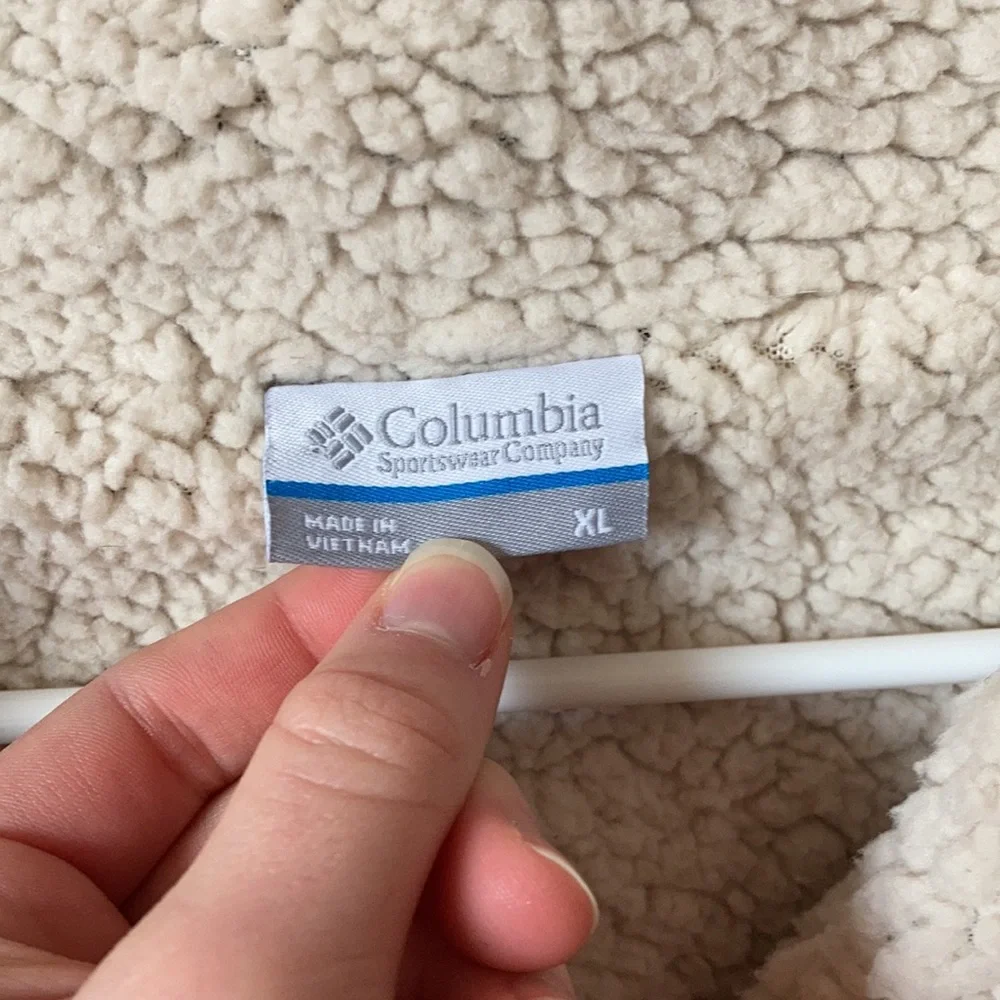 Columbia
Sportswear Company
MADE IN
VIETNAM
XL